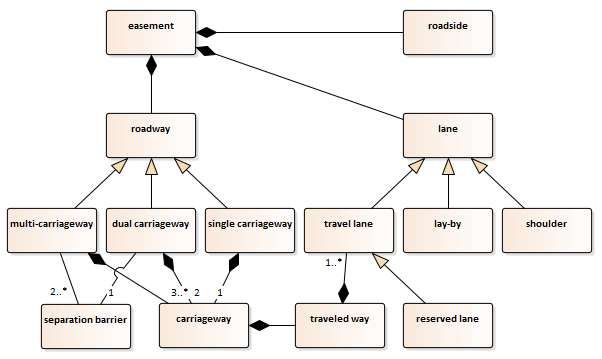 easement
roadside
roadway
lane
multi-carriageway
dual carriageway
single carriageway
travel lane
lay-by
shoulder
1..*
2..*
1
3..*
2
1
separation barrier
carriageway
traveled way
reserved lane